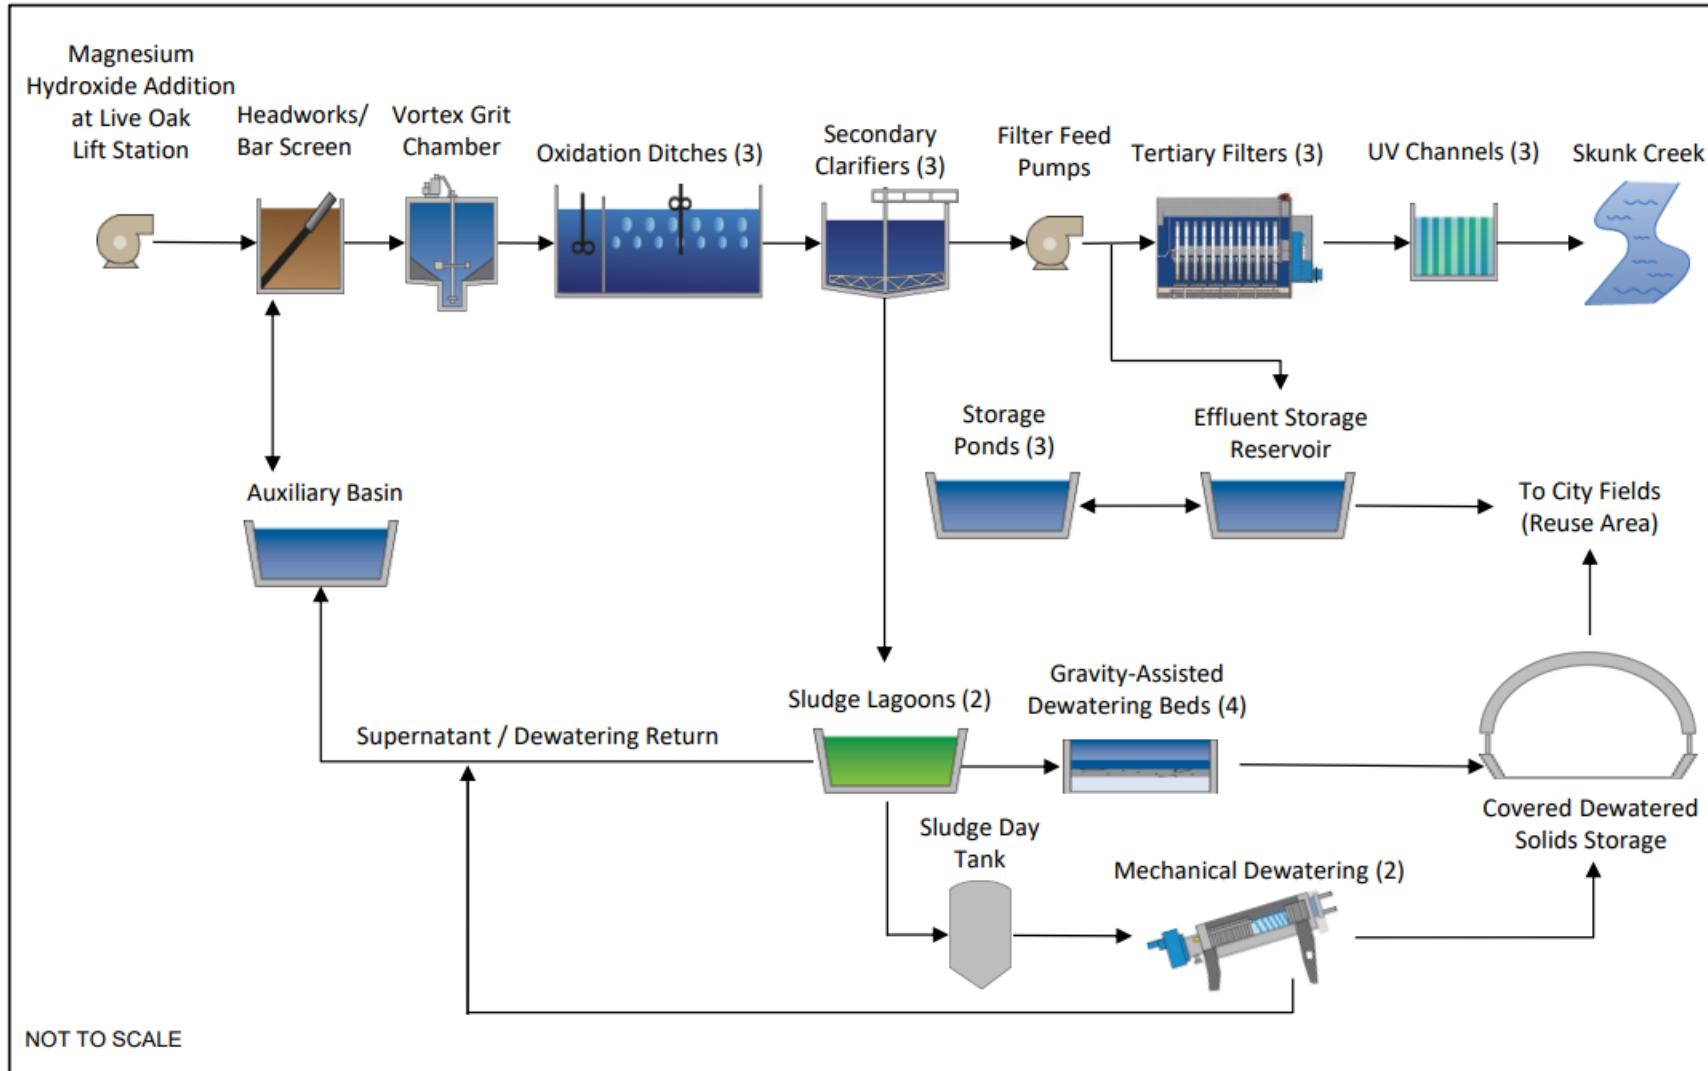 Magnesium
Hydroxide Addition
at Live Oak
Lift Station
Headworks/
Bar Screen
Vortex Grit
Chamber
Oxidation Ditches (3)
Secondary
Clarifiers (3)
Filter Feed
Pumps
Tertiary Filters (3)
UV Channels (3)
Skunk Creek
Storage
Ponds (3)
Effluent Storage
Reservoir
Auxiliary Basin
To City Fields
(Reuse Area)
Sludge Lagoons (2)
Gravity-Assisted
Dewatering Beds (4)
Supernatant / Dewatering Return
Covered Dewatered
Solids Storage
Sludge Day
Tank
Mechanical Dewatering (2)
NOT TO SCALE